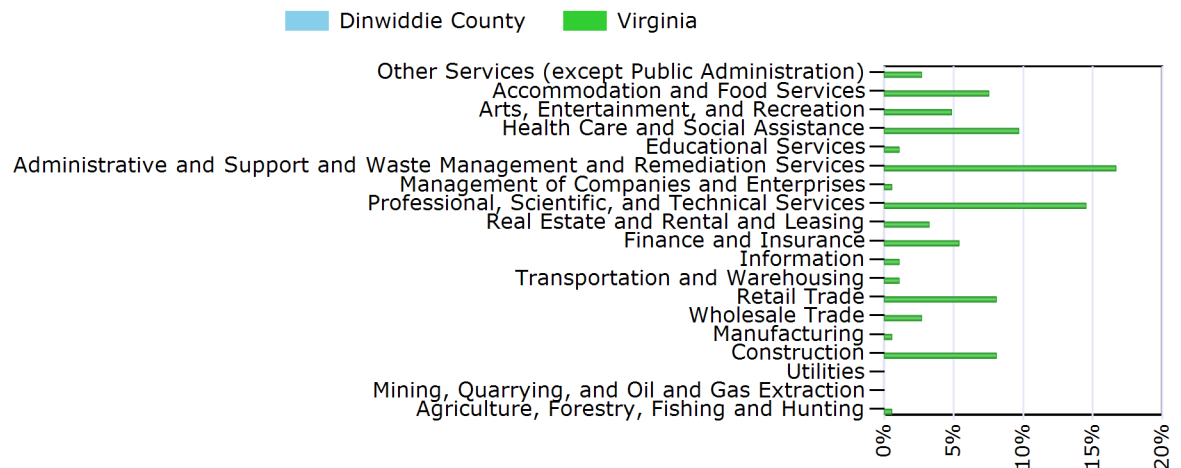 Dinwiddie County Virginia
Other Services (except Public Administration)
Accommodation and Food Services
Arts, Entertainment, and Recreation
Health Care and Social Assistance
Educational Services
Administrative and Support and Waste Management and Remediation Services
Management of Companies and Enterprises
Professional, Scientific, and Technical Services
Real Estate and Rental and Leasing
Finance and Insurance
Information
Transportation and Warehousing
Retail Trade
Wholesale Trade
Manufacturing
Construction
Utilities
Mining, Quarrying, and Oil and Gas Extraction
Agriculture, Forestry, Fishing and Hunting
0% 5% 10% 15% 20%